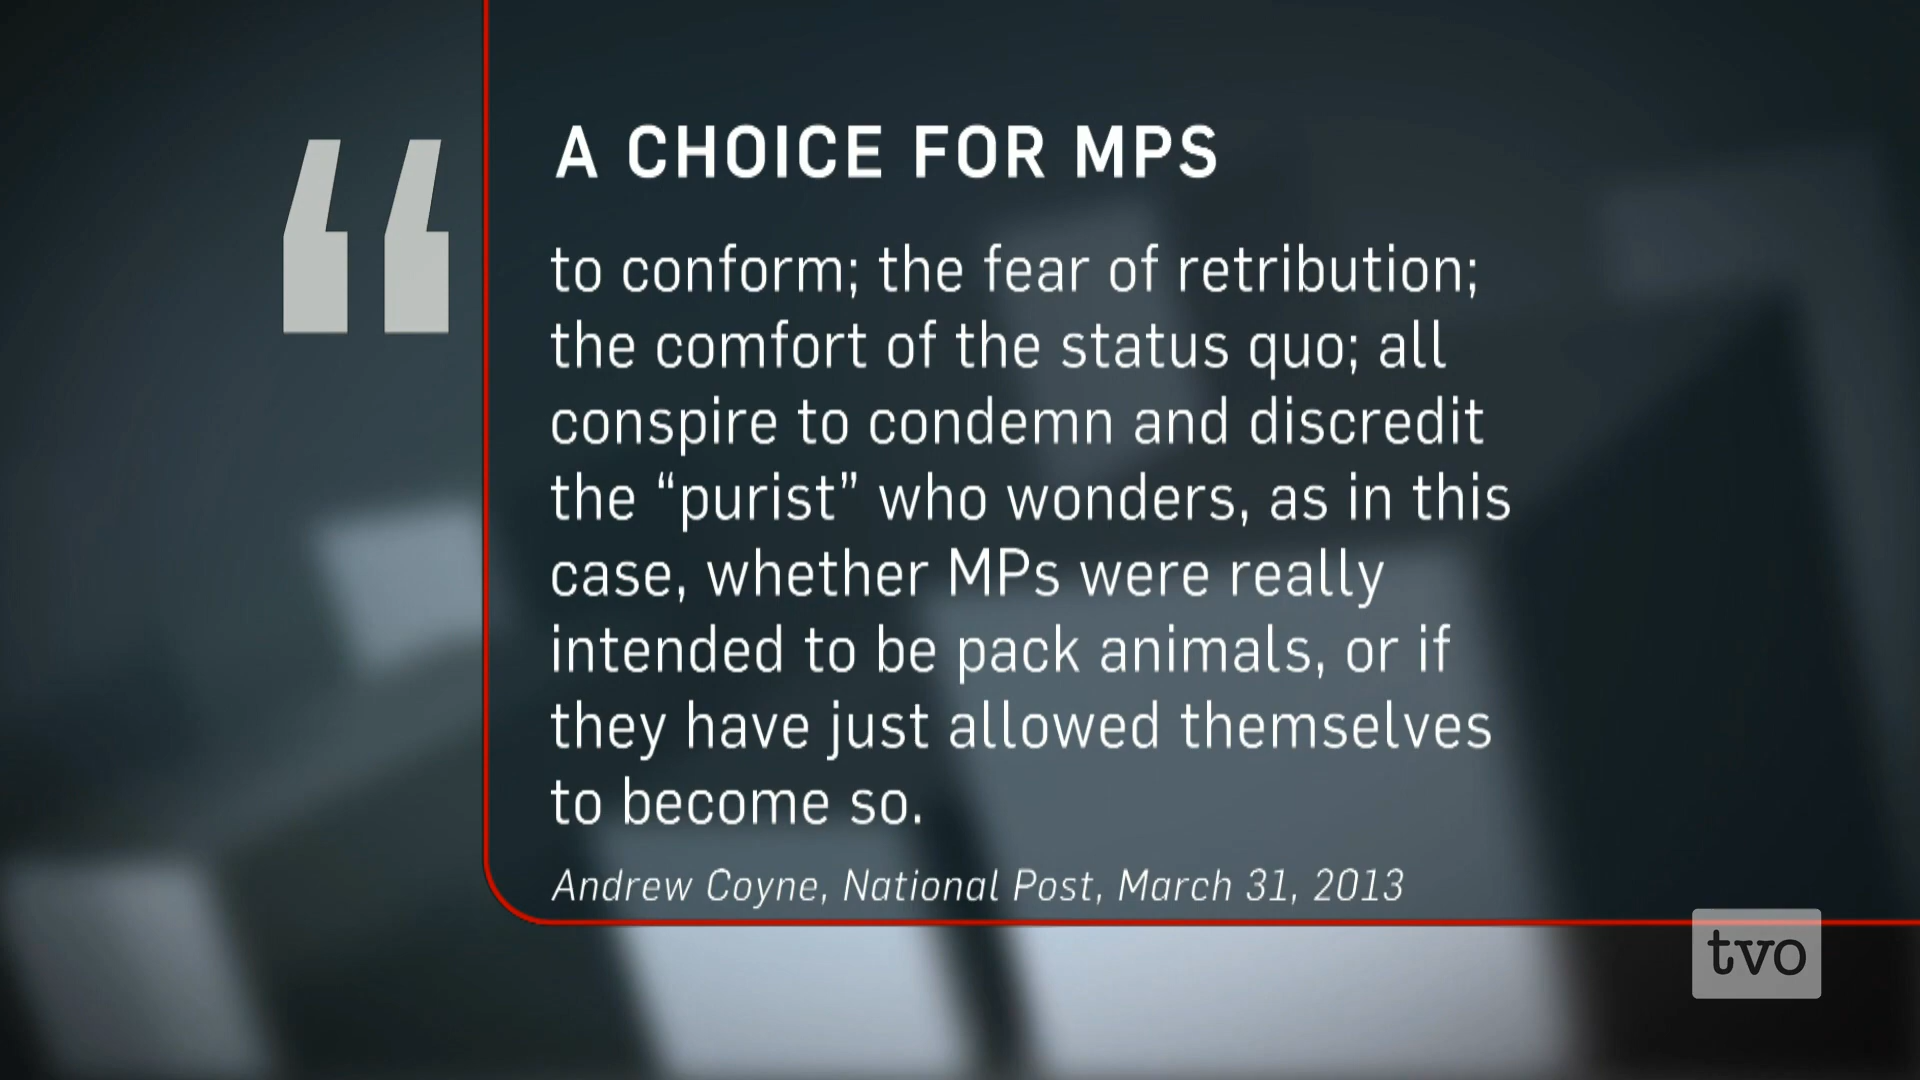 “
A CHOICE FOR MPS
to conform; the fear of retribution;
the comfort of the status quo; all
conspire to condemn and discredit
the “purist” who wonders, as in this
case, whether MPs were really
intended to be pack animals, or if
they have just allowed themselves
to become so.
Andrew Coyne, National Post, March 31, 2013
tvo